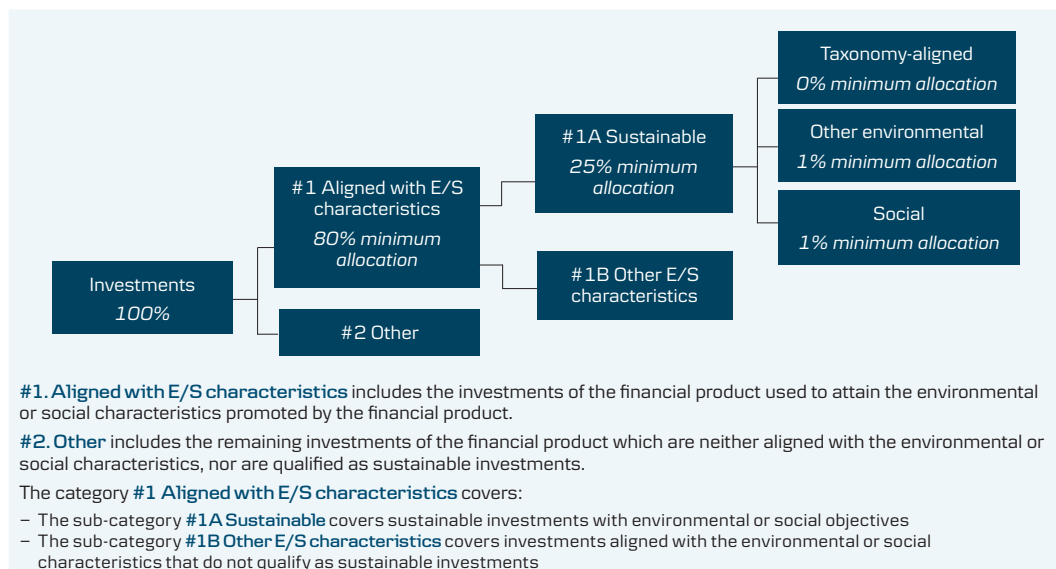 Taxonomy-aligned
0% minimum allocation
#1A Sustainable
25% minimum
allocation
Other environmental
1% minimum allocation
#1 Aligned with E/S
characteristics
80% minimum
allocation
Social
1% minimum allocation
Investments
100%
#1B Other E/S
characteristics
#2 Other
#1. Aligned with E/S characteristics includes the investments of the financial product used to attain the environmental
or social characteristics promoted by the financial product.
#2. Other includes the remaining investments of the financial product which are neither aligned with the environmental or
social characteristics, nor are qualified as sustainable investments.
The category #1 Aligned with E/S characteristics covers:
– The sub-category #1A Sustainable covers sustainable investments with environmental or social objectives
– The sub-category #1B Other E/S characteristics covers investments aligned with the environmental or social
characteristics that do not qualify as sustainable investments